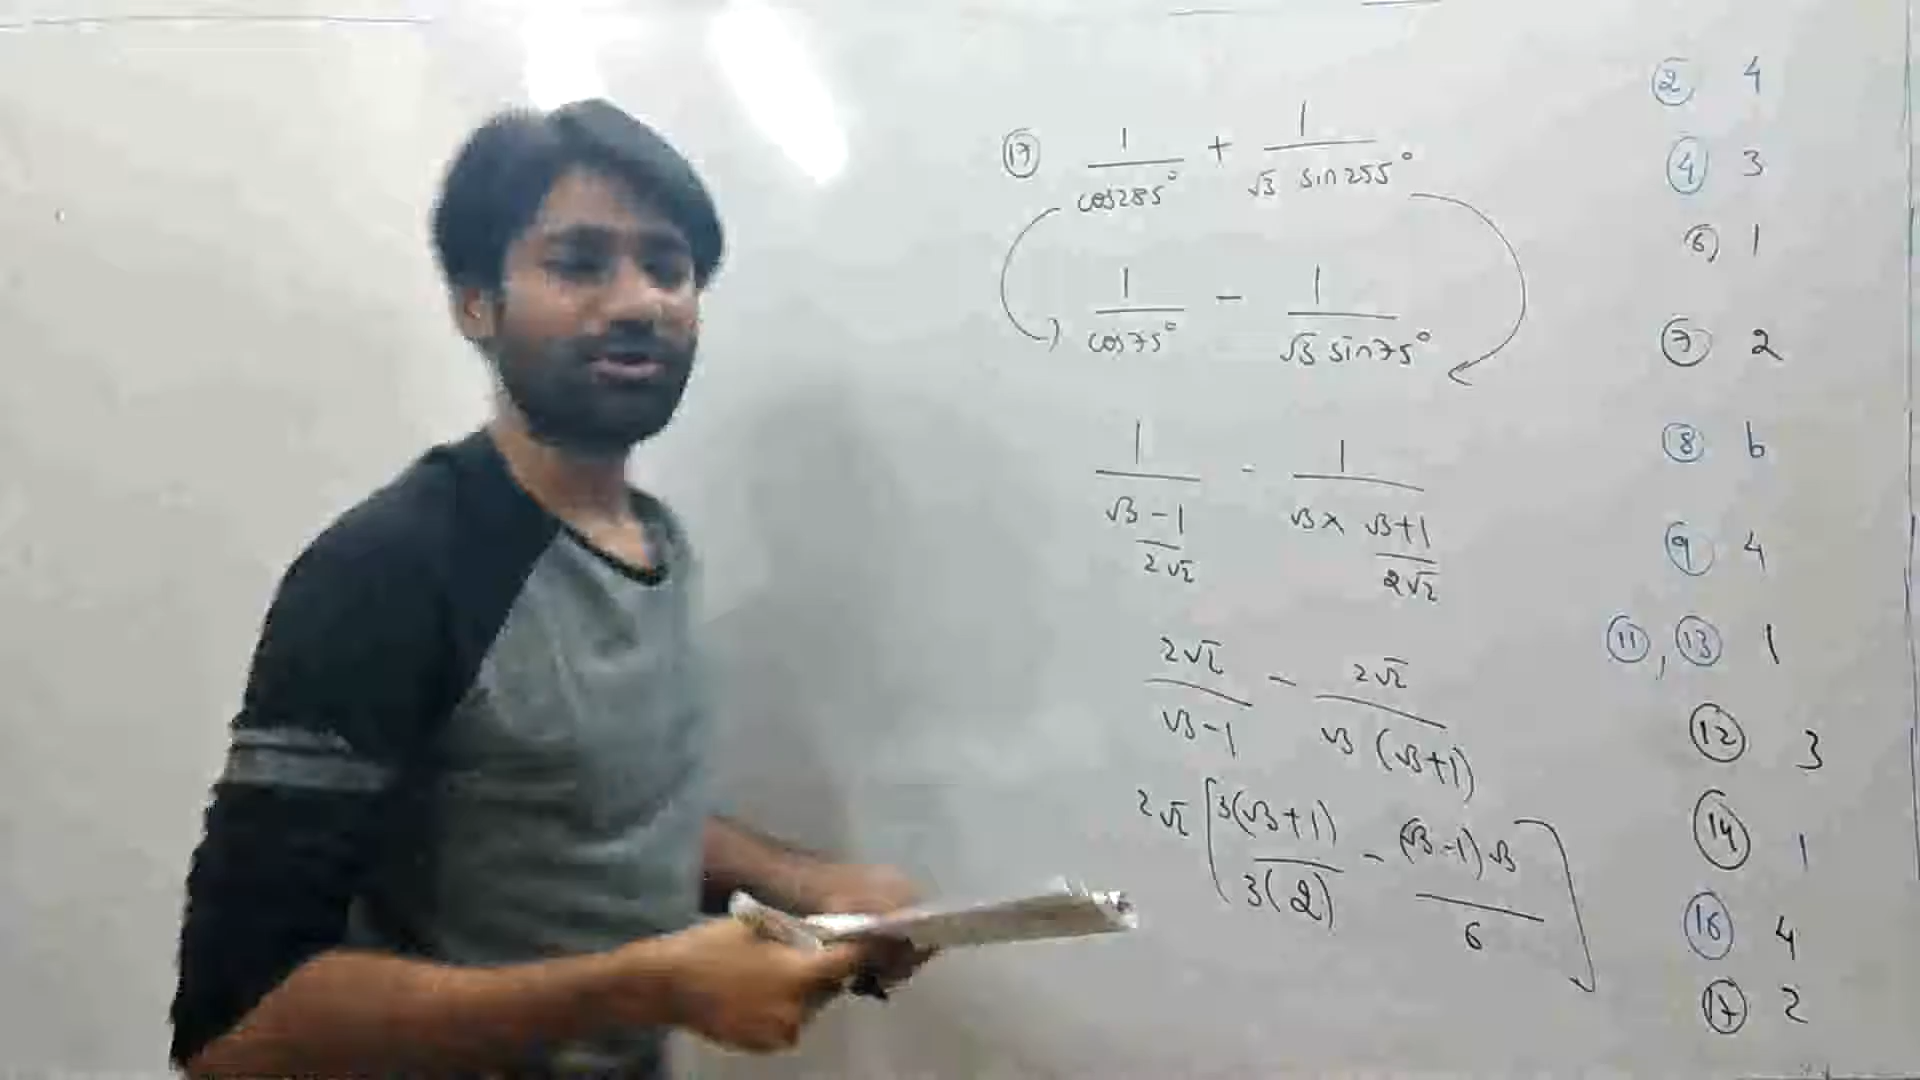 ⑰ 1/cos285° + 1/√3 sin255°
1/cos75° - 1/√3 sin75°
1/((√3-1)/2√2) - 1/(√3 × (√3+1)/2√2)
2√2/(√3-1) - 2√2/(√3 (√3+1))
2√2 [3(√3+1)/3(2) - (√3-1)√3/6]
② 4
④ 3
⑥ 1
⑦ 2
⑧ b
⑨ 4
⑪, ⑬ 1
⑫ 3
⑭ 1
⑯ 4
⑰ 2